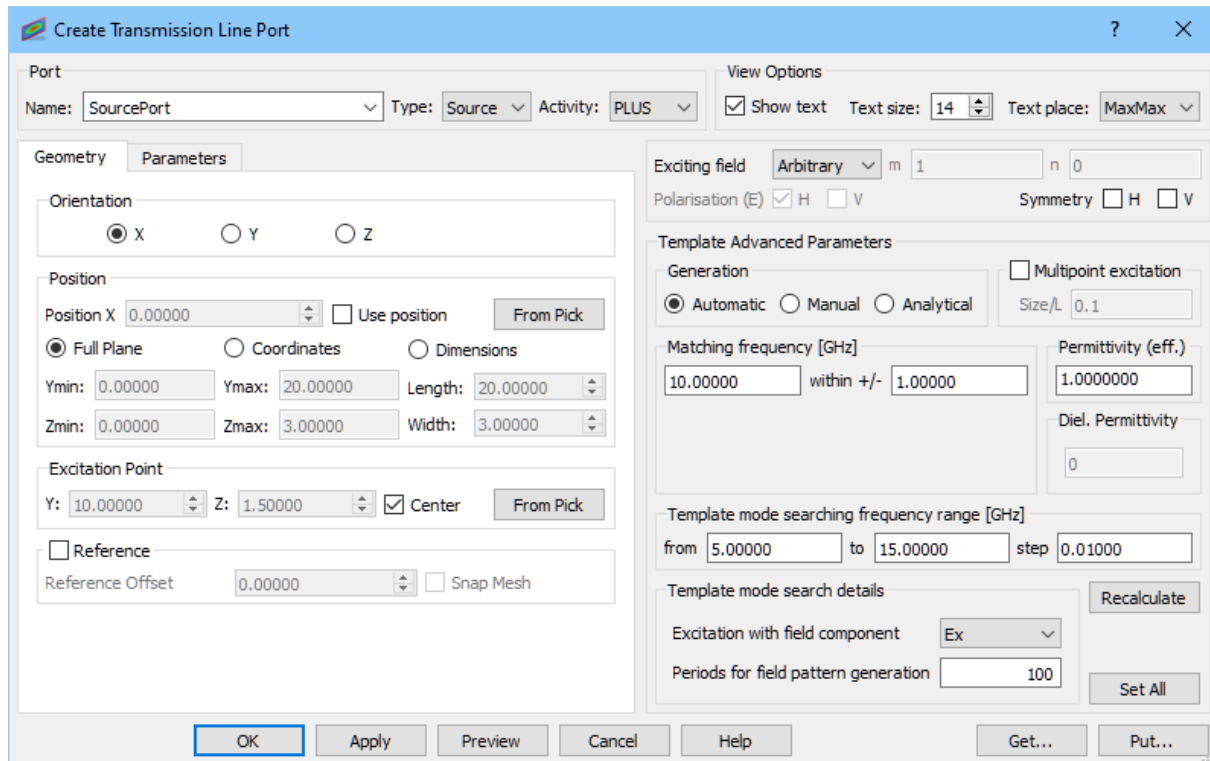 Create Transmission Line Port ? ×
Port
Name: SourcePort Type: Source Activity: PLUS
View Options
Show text Text size: 14 Text place: MaxMax
Geometry Parameters
Orientation
X Y Z
Position
Position X 0.00000 Use position From Pick
Full Plane Coordinates Dimensions
Ymin: 0.00000 Ymax: 20.00000 Length: 20.00000
Zmin: 0.00000 Zmax: 3.00000 Width: 3.00000
Excitation Point
Y: 10.00000 Z: 1.50000 Center From Pick
Reference
Reference Offset 0.00000 Snap Mesh
Exciting field Arbitrary m 1 n 0
Polarisation (E) H V Symmetry H V
Template Advanced Parameters
Generation
Automatic Manual Analytical
Multipoint excitation
Size/L 0.1
Matching frequency [GHz]
10.00000 within +/- 1.00000
Permittivity (eff.)
1.0000000
Diel. Permittivity
0
Template mode searching frequency range [GHz]
from 5.00000 to 15.00000 step 0.01000
Template mode search details
Excitation with field component Ex
Periods for field pattern generation 100
Recalculate
Set All
OK Apply Preview Cancel Help Get... Put...